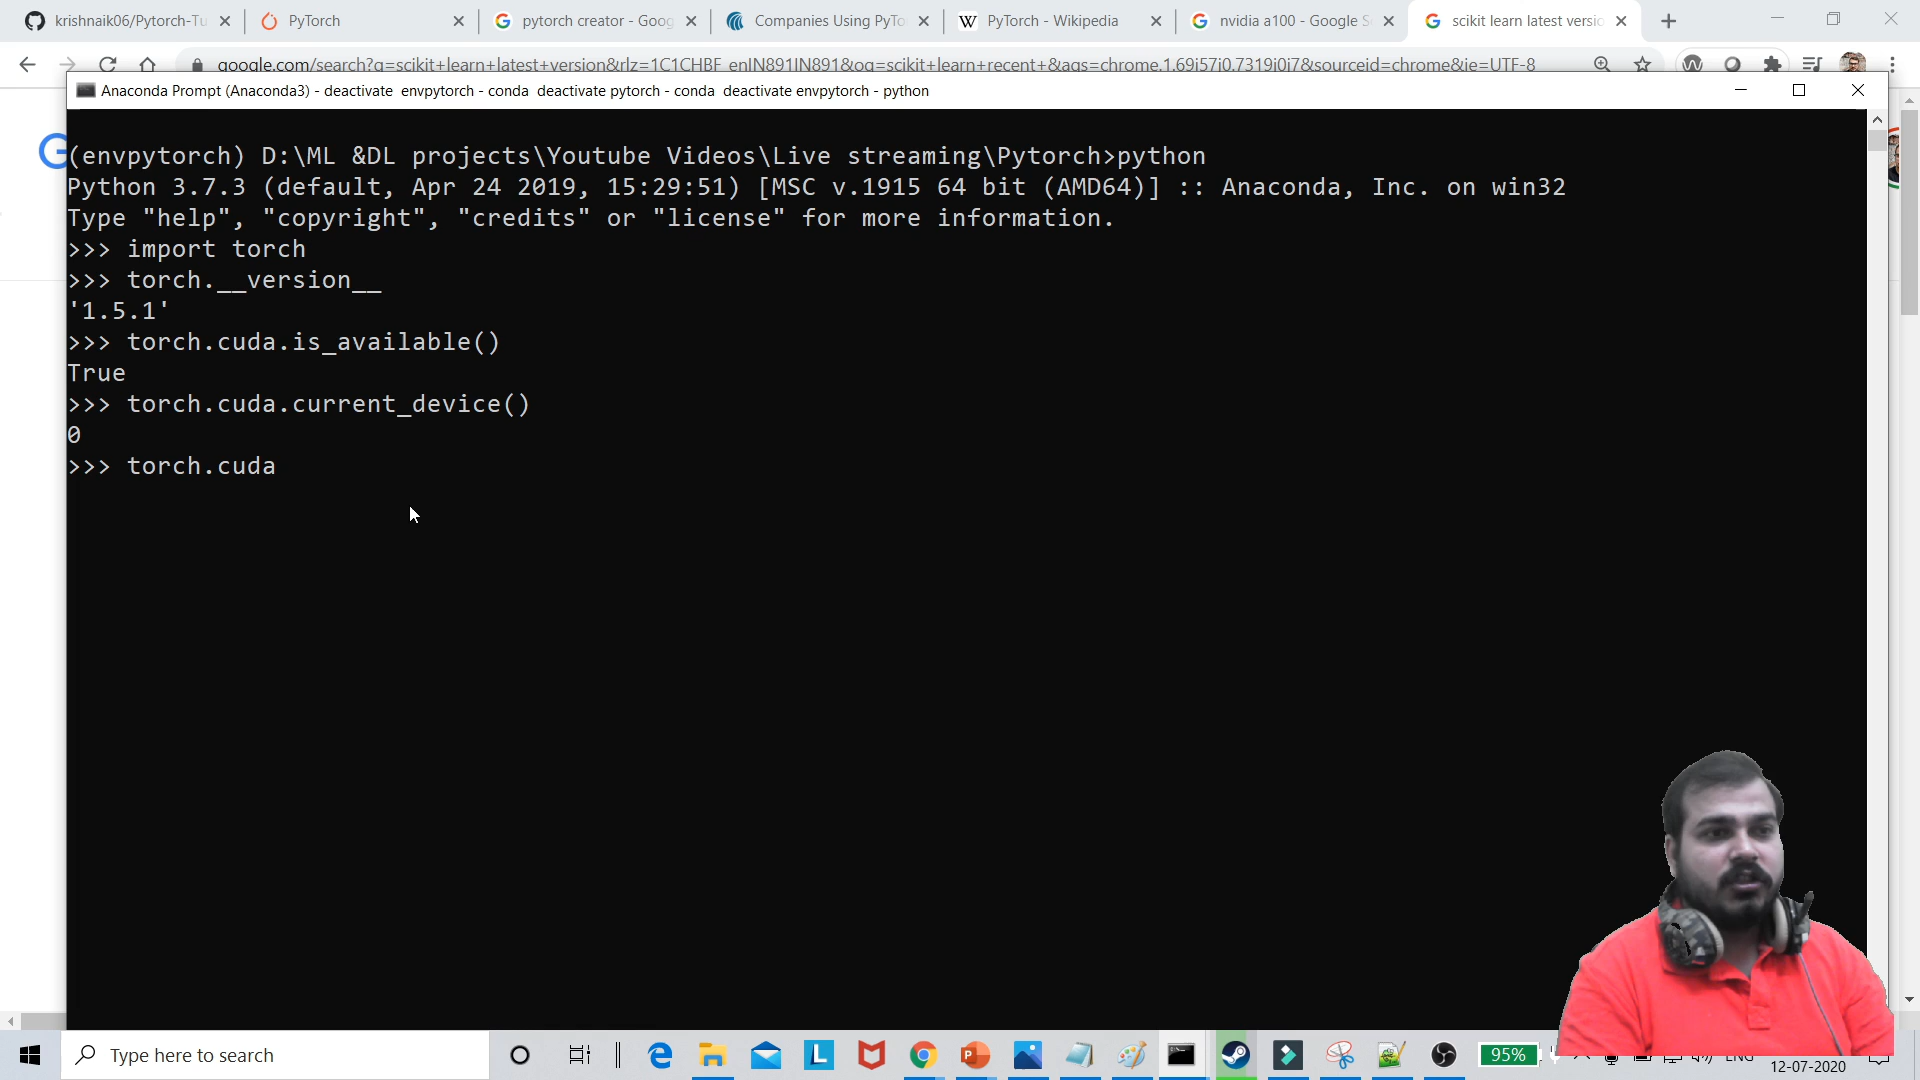 krishnaik06/Pytorch-Tu
PyTorch
pytorch creator - Goog
Companies Using PyTo
PyTorch - Wikipedia
nvidia a100 - Google S
scikit learn latest versio
google.com/search?q=scikit+learn+latest+version&rlz=1C1CHBF_enIN891IN891&oq=scikit+learn+recent+&aqs=chrome.1.69i57j0.7319j0j7&sourceid=chrome&ie=UTF-8
Anaconda Prompt (Anaconda3) - deactivate  envpytorch - conda  deactivate pytorch - conda  deactivate envpytorch - python
(envpytorch) D:\ML &DL projects\Youtube Videos\Live streaming\Pytorch>python
Python 3.7.3 (default, Apr 24 2019, 15:29:51) [MSC v.1915 64 bit (AMD64)] :: Anaconda, Inc. on win32
Type "help", "copyright", "credits" or "license" for more information.
>>> import torch
>>> torch.__version__
'1.5.1'
>>> torch.cuda.is_available()
True
>>> torch.cuda.current_device()
0
>>> torch.cuda
Type here to search
95%
ENG
12-07-2020